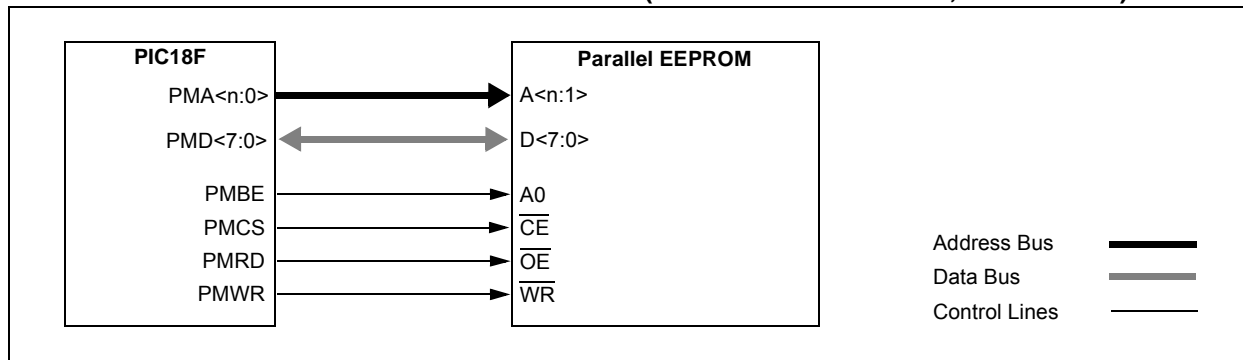 PIC18F
Parallel EEPROM
PMA<n:0>
A<n:1>
PMD<7:0>
D<7:0>
PMBE
A0
PMCS
CE
PMRD
OE
PMWR
WR
Address Bus
Data Bus
Control Lines